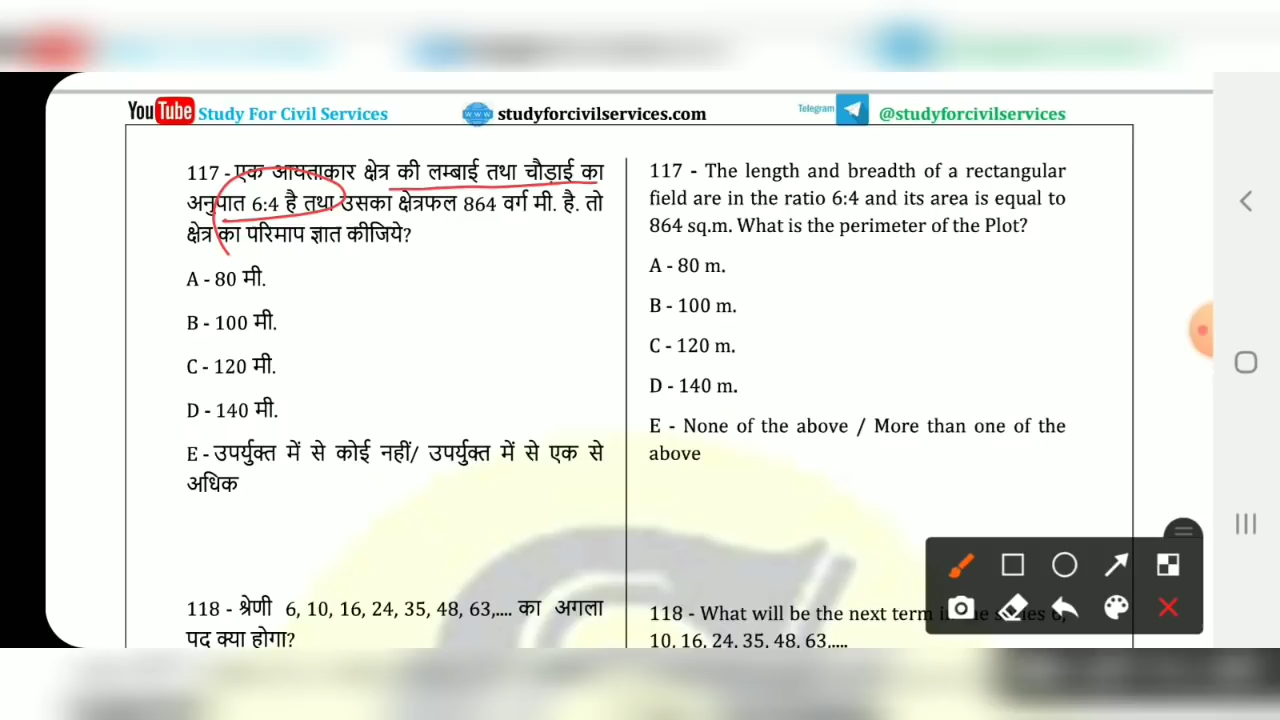 YouTube Study For Civil Services
www studyforcivilservices.com
Telegram @studyforcivilservices
117 - एक आयताकार क्षेत्र की लम्बाई तथा चौड़ाई का
अनुपात 6:4 है तथा उसका क्षेत्रफल 864 वर्ग मी. है. तो
क्षेत्र का परिमाप ज्ञात कीजिये?
A - 80 मी.
B - 100 मी.
C - 120 मी.
D - 140 मी.
E - उपर्युक्त में से कोई नहीं/ उपर्युक्त में से एक से
अधिक
118 - श्रेणी 6, 10, 16, 24, 35, 48, 63,.... का अगला
पद क्या होगा?
117 - The length and breadth of a rectangular
field are in the ratio 6:4 and its area is equal to
864 sq.m. What is the perimeter of the Plot?
A - 80 m.
B - 100 m.
C - 120 m.
D - 140 m.
E - None of the above / More than one of the
above
118 - What will be the next term
10, 16, 24, 35, 48, 63,....